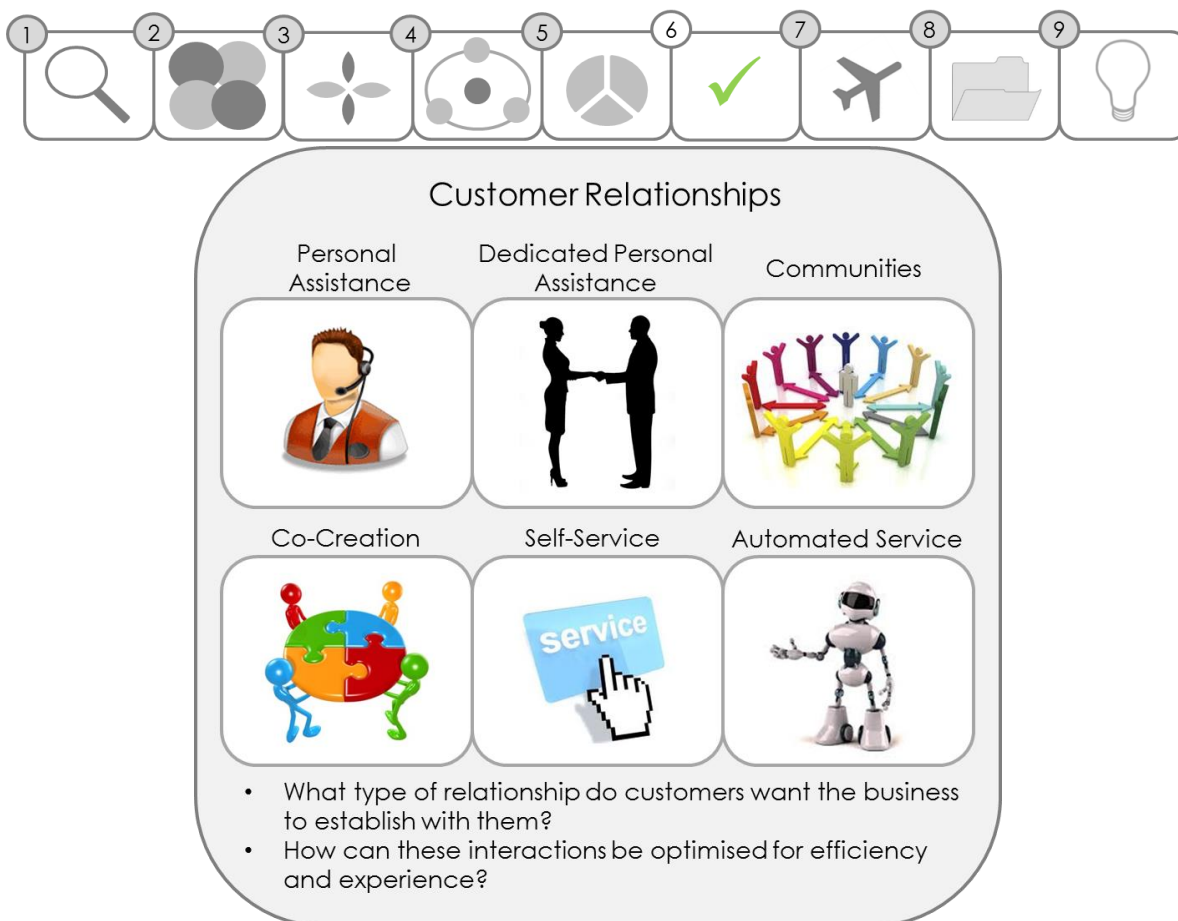 1 2 3 4 5 6 7 8 9
Customer Relationships
Personal
Assistance
Dedicated Personal
Assistance
Communities
Co-Creation
Self-Service
Automated Service
service
• What type of relationship do customers want the business
to establish with them?
• How can these interactions be optimised for efficiency
and experience?